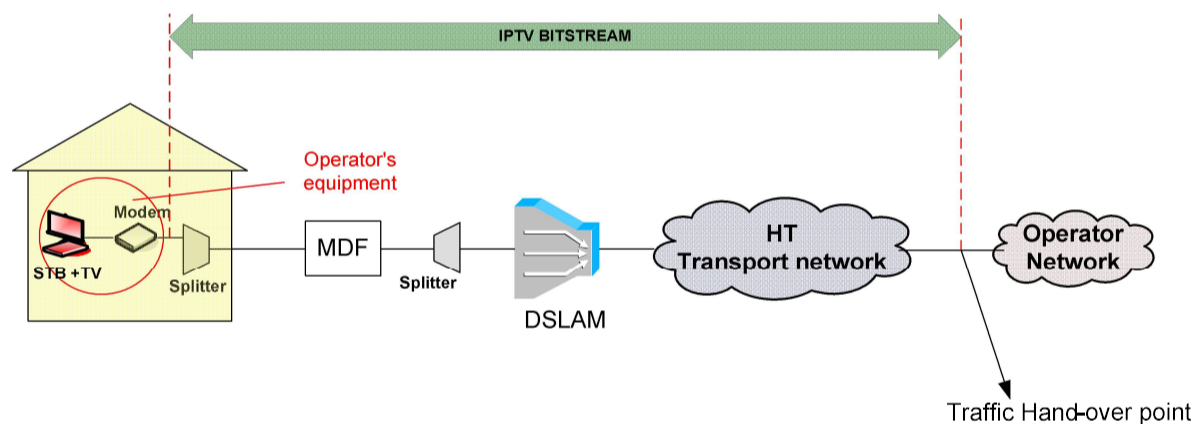 IPTV BITSTREAM
Operator's
equipment
Modem
STB +TV
Splitter
MDF
Splitter
DSLAM
HT
Transport network
Operator
Network
Traffic Hand-over point